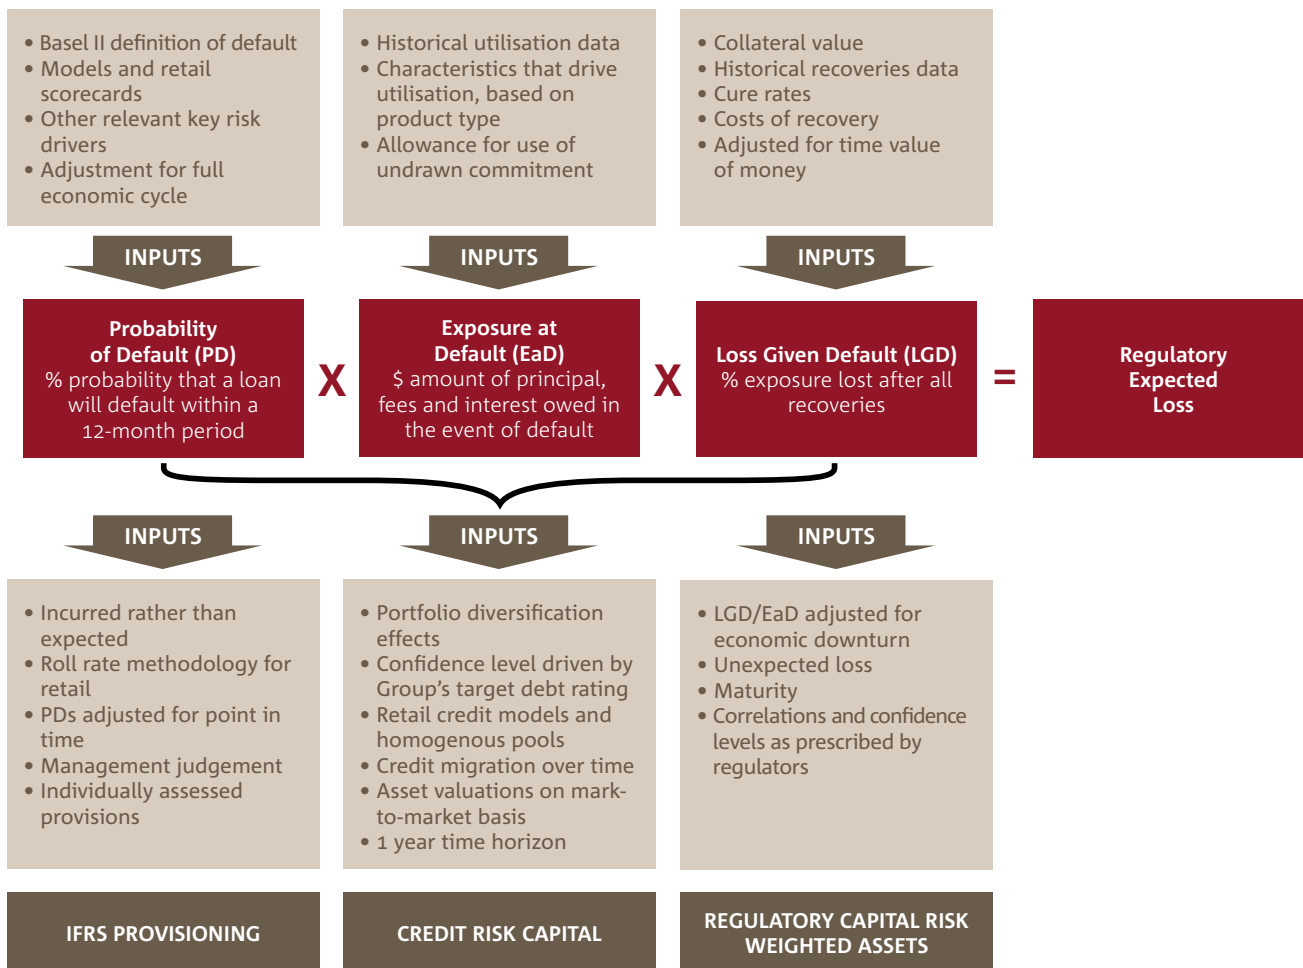 • Basel II definition of default
• Models and retail
scorecards
• Other relevant key risk
drivers
• Adjustment for full
economic cycle
• Historical utilisation data
• Characteristics that drive
utilisation, based on
product type
• Allowance for use of
undrawn commitment
• Collateral value
• Historical recoveries data
• Cure rates
• Costs of recovery
• Adjusted for time value
of money
INPUTS
INPUTS
INPUTS
Probability
of Default (PD)
% probability that a loan
will default within a
12-month period
X
Exposure at
Default (EaD)
$ amount of principal,
fees and interest owed in
the event of default
X
Loss Given Default (LGD)
% exposure lost after all
recoveries
=
Regulatory
Expected
Loss
INPUTS
INPUTS
INPUTS
• Incurred rather than
expected
• Roll rate methodology for
retail
• PDs adjusted for point in
time
• Management judgement
• Individually assessed
provisions
• Portfolio diversification
effects
• Confidence level driven by
Group's target debt rating
• Retail credit models and
homogenous pools
• Credit migration over time
• Asset valuations on mark-
to-market basis
• 1 year time horizon
• LGD/EaD adjusted for
economic downturn
• Unexpected loss
• Maturity
• Correlations and confidence
levels as prescribed by
regulators
IFRS PROVISIONING
CREDIT RISK CAPITAL
REGULATORY CAPITAL RISK
WEIGHTED ASSETS